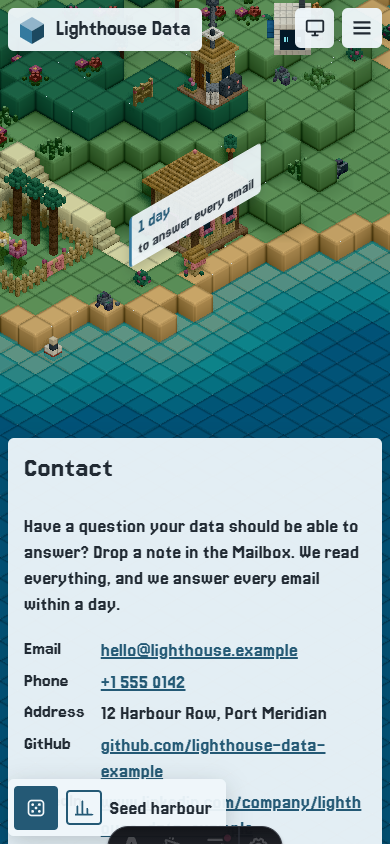 Lighthouse Data
1 day
to answer every email
Contact
Have a question your data should be able to
answer? Drop a note in the Mailbox. We read
everything, and we answer every email
within a day.
Email hello@lighthouse.example
Phone +1 555 0142
Address 12 Harbour Row, Port Meridian
GitHub github.com/lighthouse-data-
example
m/company/lighth
Seed harbour